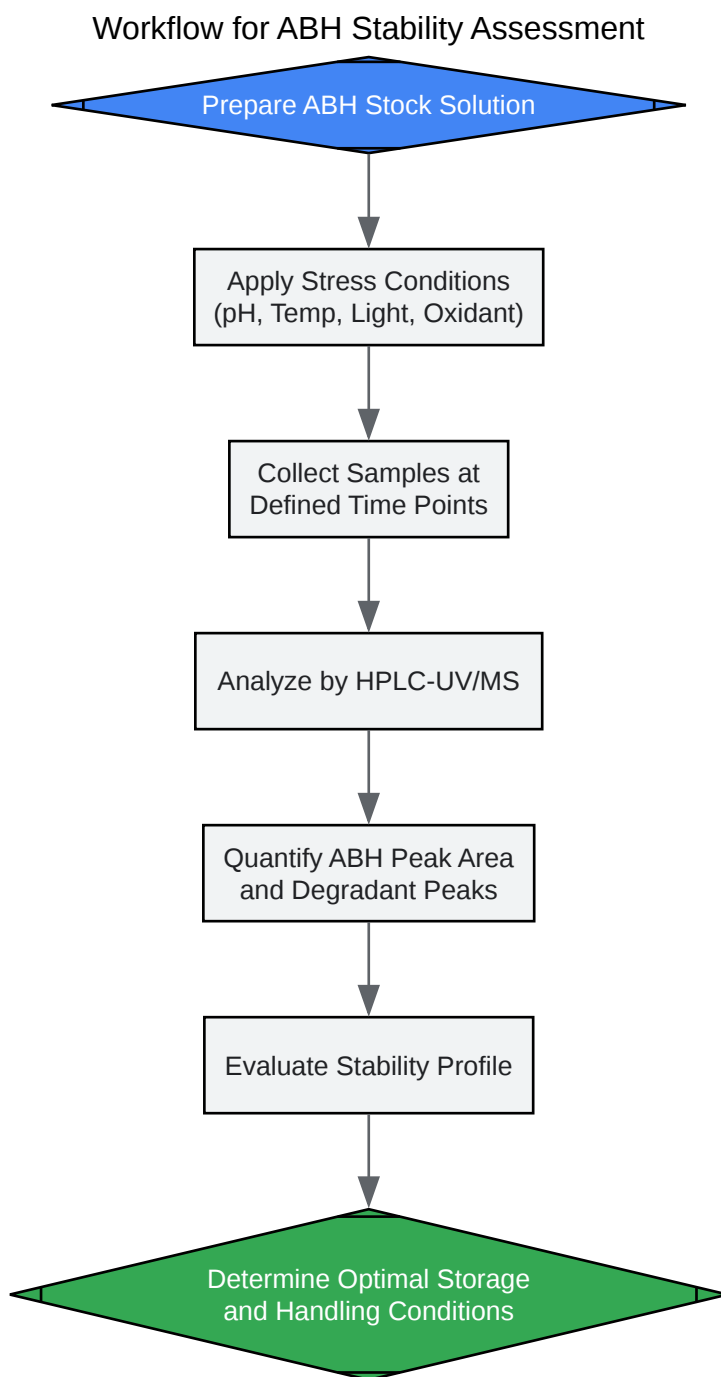 Workflow for ABH Stability Assessment
Prepare ABH Stock Solution
Apply Stress Conditions
(pH, Temp, Light, Oxidant)
Collect Samples at
Defined Time Points
Analyze by HPLC-UV/MS
Quantify ABH Peak Area
and Degradant Peaks
Evaluate Stability Profile
Determine Optimal Storage
and Handling Conditions